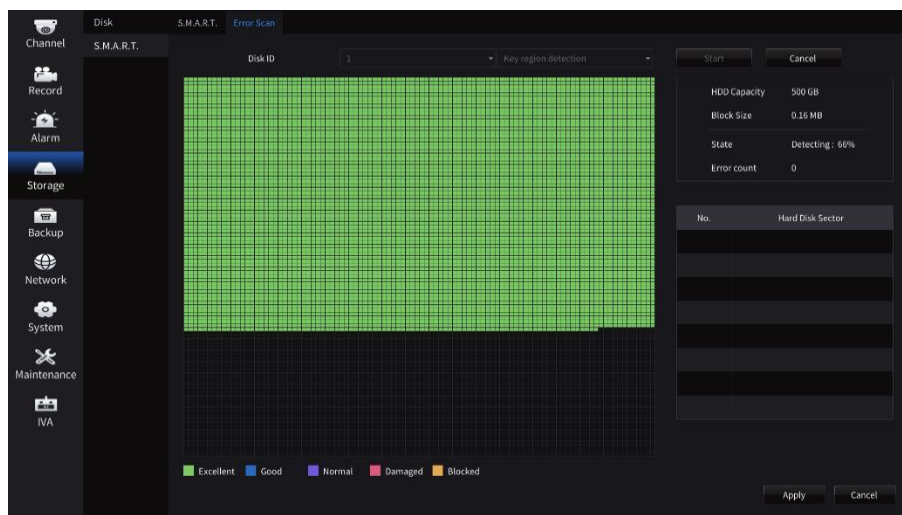 Disk
S.M.A.R.T. Error Scan
Channel
S.M.A.R.T.
Disk ID 1 Key region detection Start Cancel
Record
HDD Capacity 500 GB
Block Size 0.16 MB
Alarm
State Detecting : 66%
Error count 0
Storage
No. Hard Disk Sector
Backup
Network
System
Maintenance
IVA
Excellent Good Normal Damaged Blocked
Apply Cancel